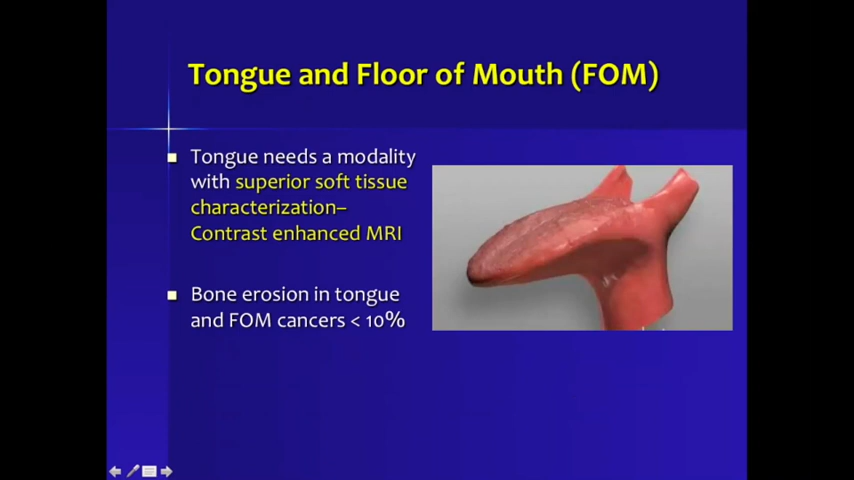 Tongue and Floor of Mouth (FOM)
Tongue needs a modality
with superior soft tissue
characterization–
Contrast enhanced MRI
Bone erosion in tongue
and FOM cancers < 10%